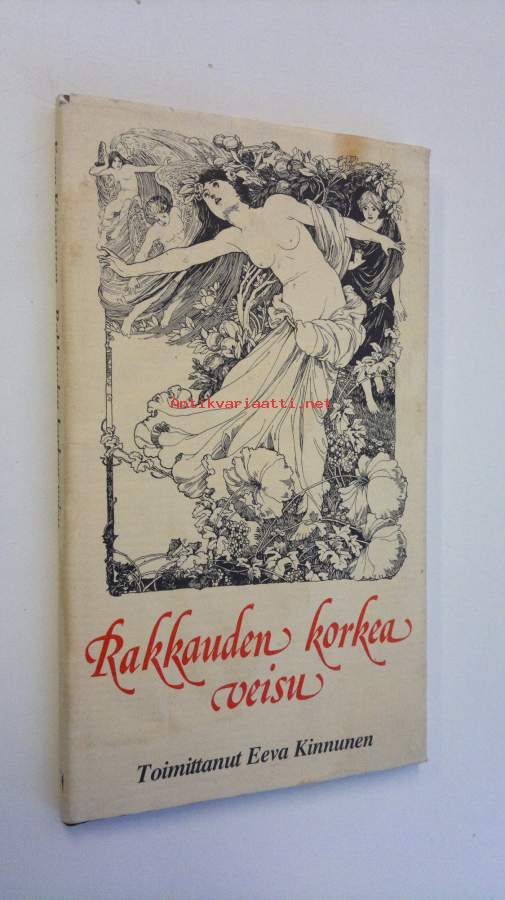 Antikvariaatti.net
Rakkauden korkea
veisu
Toimittanut Eeva Kinnunen